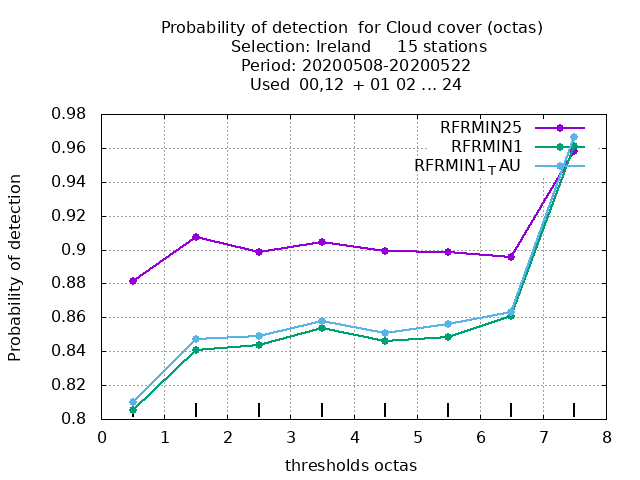 Probability of detection  for Cloud cover (octas)
Selection: Ireland     15 stations
Period: 20200508-20200522
Used  00,12  + 01 02 ... 24
0.98
0.96
0.94
0.92
0.9
0.88
0.86
0.84
0.82
0.8
Probability of detection
RFRMIN25
RFRMIN1
RFRMIN1TAU
0 1 2 3 4 5 6 7 8
thresholds octas